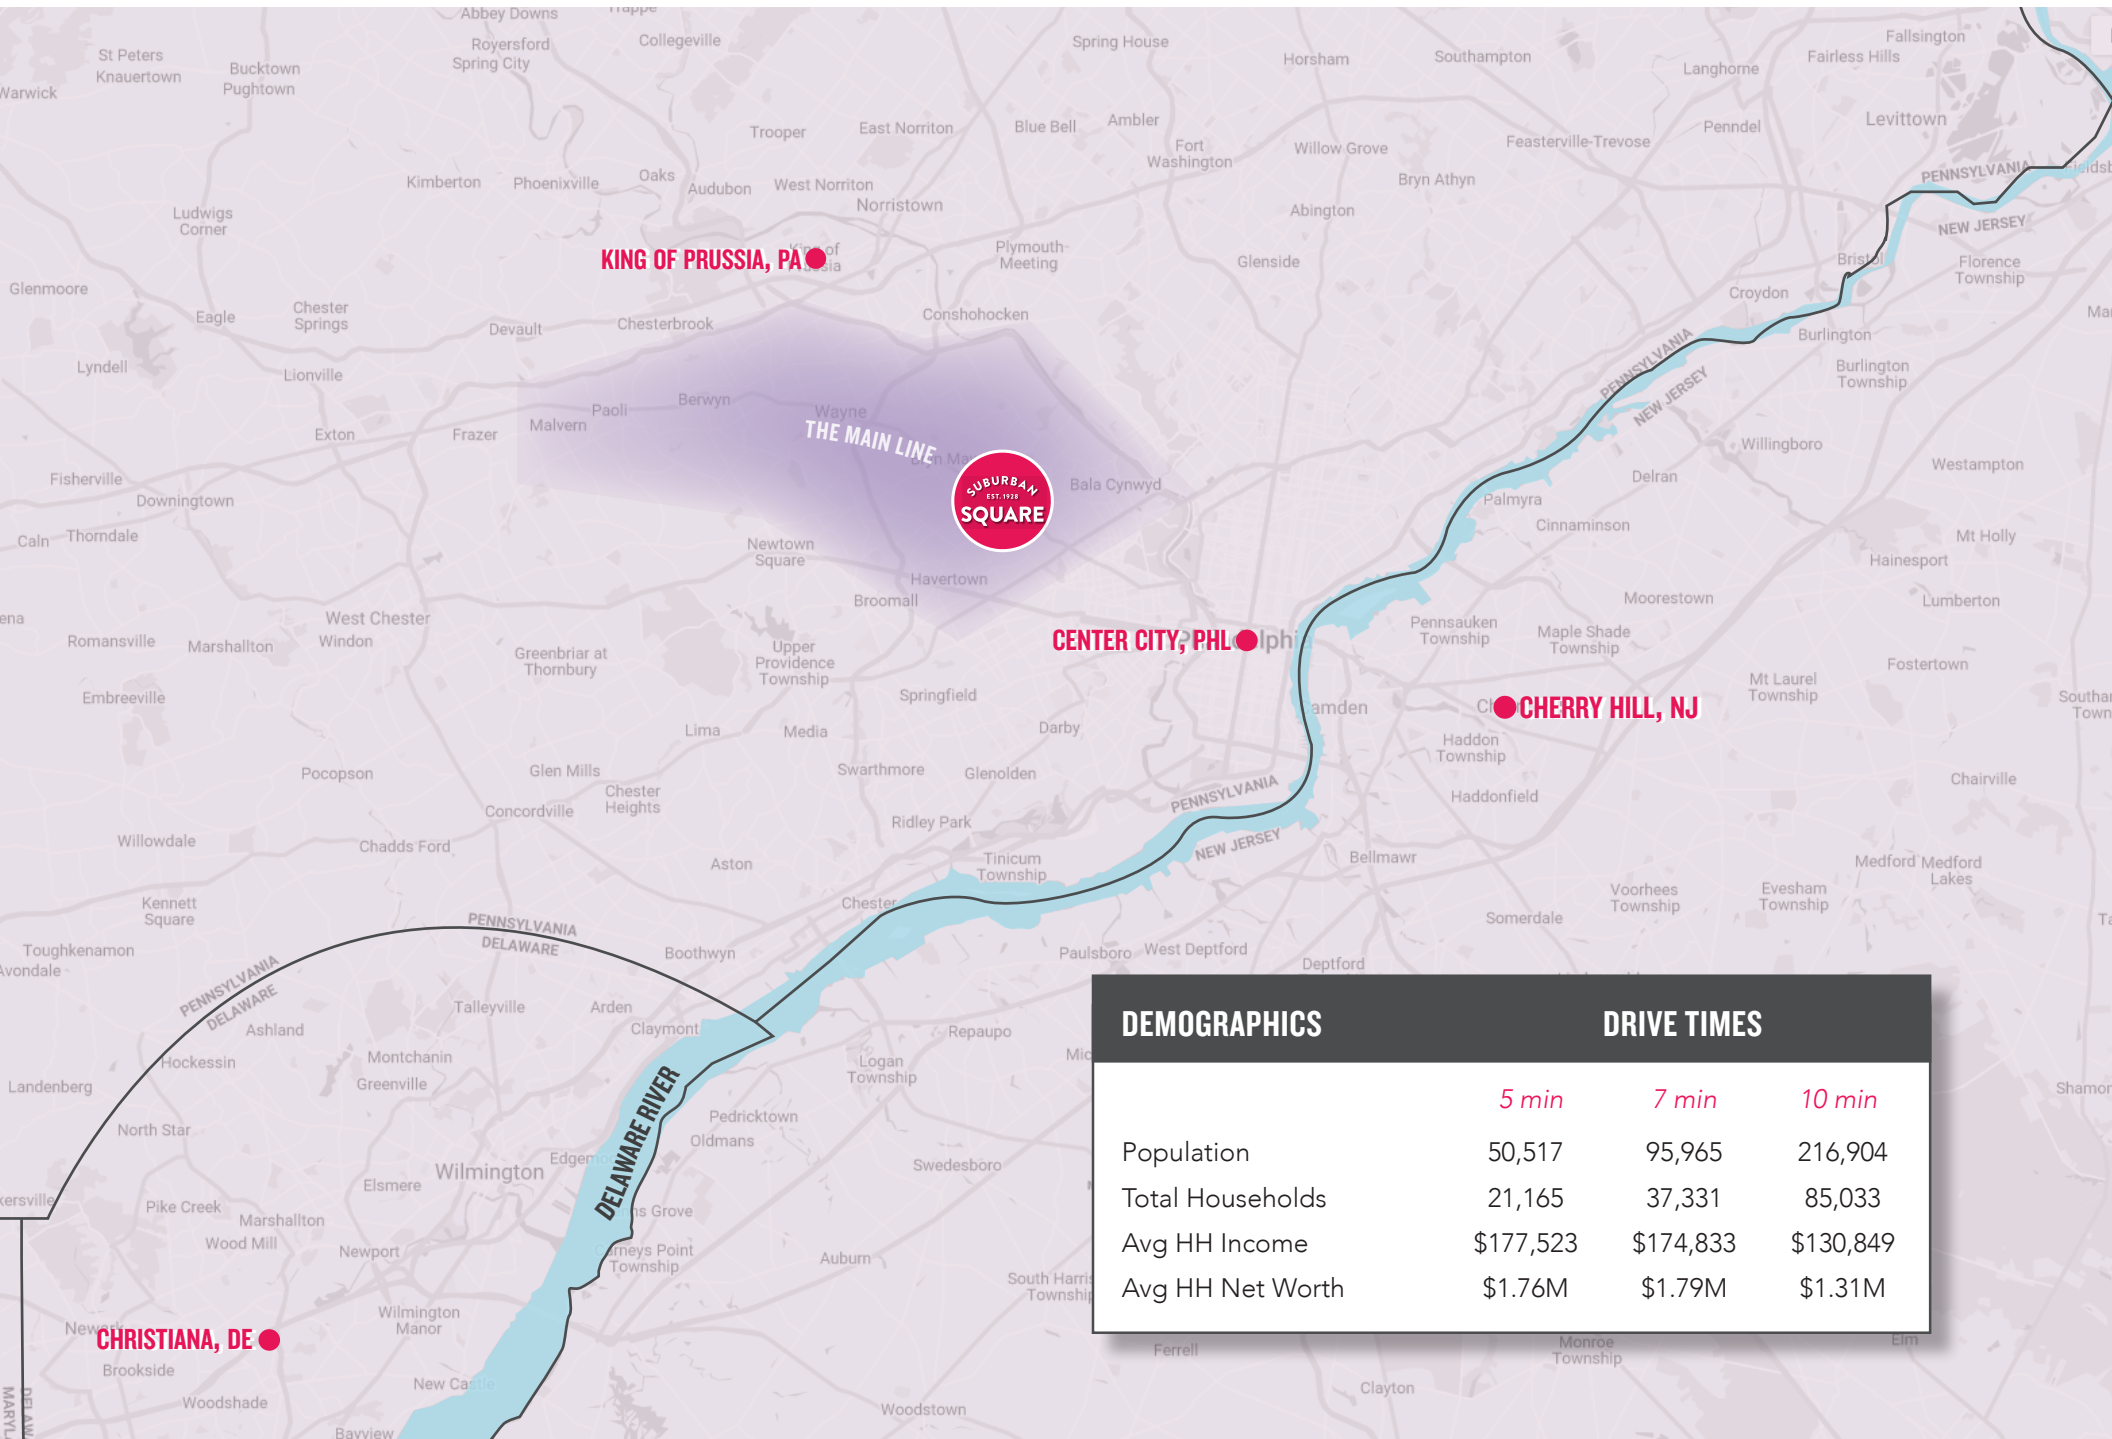 Abbey Downs
Royersford
Spring City
Collegeville
Spring House
Horsham
Southampton
Langhorne
Fairless Hills
Fallsington
St Peters
Knauertown
Bucktown
Pughtown
Warwick
Levittown
Trooper
East Norriton
Blue Bell
Ambler
Fort
Washington
Willow Grove
Feasterville-Trevose
Penndel
Kimberton
Phoenixville
Oaks
Audubon
West Norriton
Norristown
Bryn Athyn
PENNSYLVANIA
NEW JERSEY
Ludwigs
Corner
Abington
KING OF PRUSSIA, PA
Plymouth
Meeting
Glenside
Bristol
Florence
Township
Glenmoore
Eagle
Chester
Springs
Devault
Chesterbrook
Conshohocken
Croydon
Burlington
Burlington
Township
PENNSYLVANIA
NEW JERSEY
Lyndell
Lionville
Malvern
Paoli
Berwyn
Wayne
THE MAIN LINE
Exton
Frazer
Willingboro
Westampton
Delran
Fisherville
Downingtown
SUBURBAN
EST. 1928
SQUARE
Bala Cynwyd
Palmyra
Cinnaminson
Mt Holly
Hainesport
Caln
Thorndale
Newtown
Square
Havertown
Broomall
Moorestown
Lumberton
West Chester
Windon
Romansville
Marshallton
Greenbriar at
Thornbury
Upper
Providence
Township
CENTER CITY, PHL
Pennsauken
Township
Maple Shade
Township
Fostertown
Mt Laurel
Township
Embreeville
Springfield
CHERRY HILL, NJ
Lima
Media
Darby
Haddon
Township
Pocopson
Glen Mills
Chester
Heights
Concordville
Swarthmore
Glenolden
PENNSYLVANIA
NEW JERSEY
Haddonfield
Chairville
Ridley Park
Willowdale
Chadds Ford
Aston
Tinicum
Township
Bellmawr
Medford
Medford
Lakes
Voorhees
Township
Evesham
Township
Kennett
Square
Chester
Somerdale
PENNSYLVANIA
DELAWARE
Toughkenamon
Avondale
Boothwyn
Paulsboro
West Deptford
Deptford
PENNSYLVANIA
DELAWARE
Ashland
Talleyville
Arden
Claymont
Repaupo
Hockessin
Montchanin
Greenville
Landenberg
Logan
Township
DELAWARE RIVER
Pedricktown
Oldmans
North Star
Wilmington
Swedesboro
Elsmere
Pike Creek
Marshallton
Wood Mill
Newport
Carneys Point
Township
Auburn
Wilmington
Manor
CHRISTIANA, DE
Brookside
Woodshade
New Castle
Bayview
Woodstown
Ferrell
Monroe
Township
Elm
Clayton
DEMOGRAPHICS DRIVE TIMES
5 min 7 min 10 min
Population 50,517 95,965 216,904
Total Households 21,165 37,331 85,033
Avg HH Income $177,523 $174,833 $130,849
Avg HH Net Worth $1.76M $1.79M $1.31M